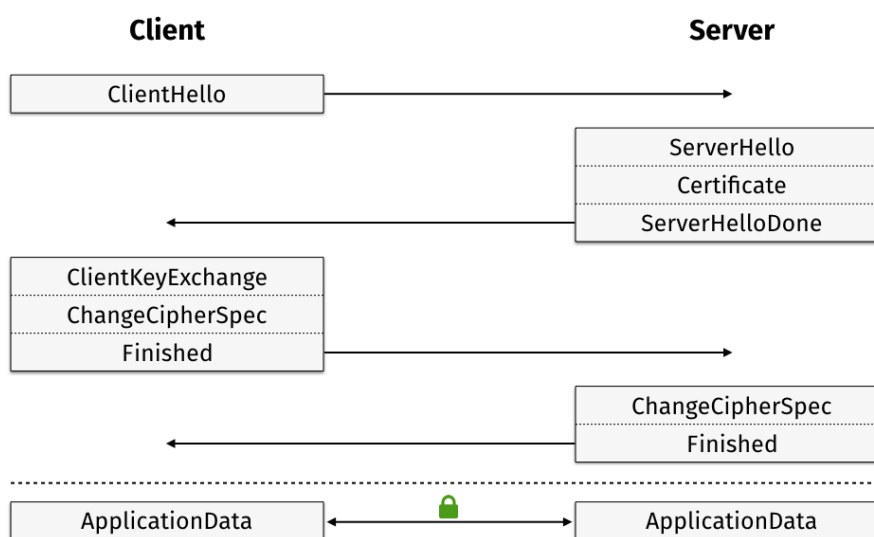 Client
Server
ClientHello
ServerHello
Certificate
ServerHelloDone
ClientKeyExchange
ChangeCipherSpec
Finished
ChangeCipherSpec
Finished
ApplicationData
ApplicationData